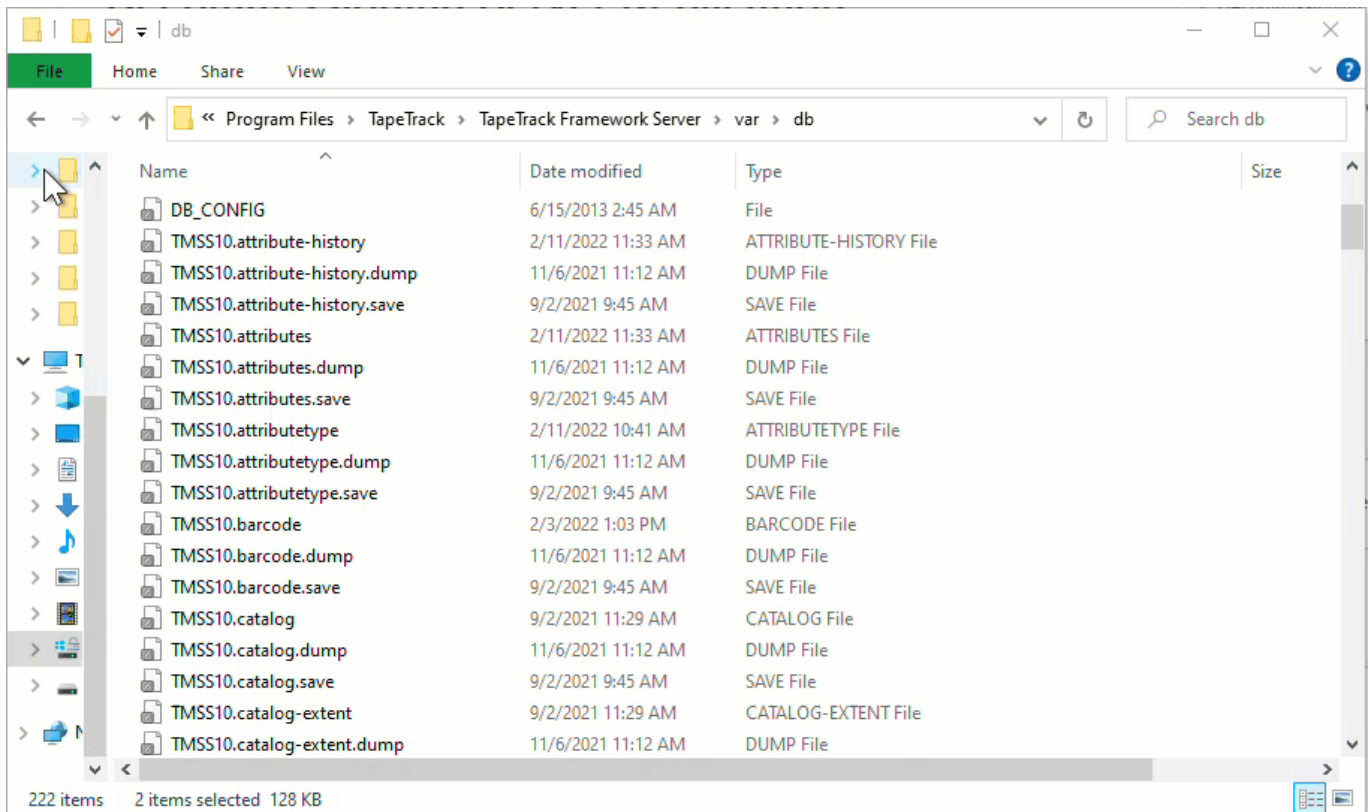 db
File Home Share View
« Program Files > TapeTrack > TapeTrack Framework Server > var > db Search db
Name Date modified Type Size
DB_CONFIG 6/15/2013 2:45 AM File
TMSS10.attribute-history 2/11/2022 11:33 AM ATTRIBUTE-HISTORY File
TMSS10.attribute-history.dump 11/6/2021 11:12 AM DUMP File
TMSS10.attribute-history.save 9/2/2021 9:45 AM SAVE File
TMSS10.attributes 2/11/2022 11:33 AM ATTRIBUTES File
TMSS10.attributes.dump 11/6/2021 11:12 AM DUMP File
TMSS10.attributes.save 9/2/2021 9:45 AM SAVE File
TMSS10.attributetype 2/11/2022 10:41 AM ATTRIBUTETYPE File
TMSS10.attributetype.dump 11/6/2021 11:12 AM DUMP File
TMSS10.attributetype.save 9/2/2021 9:45 AM SAVE File
TMSS10.barcode 2/3/2022 1:03 PM BARCODE File
TMSS10.barcode.dump 11/6/2021 11:12 AM DUMP File
TMSS10.barcode.save 9/2/2021 9:45 AM SAVE File
TMSS10.catalog 9/2/2021 11:29 AM CATALOG File
TMSS10.catalog.dump 11/6/2021 11:12 AM DUMP File
TMSS10.catalog.save 9/2/2021 9:45 AM SAVE File
TMSS10.catalog-extent 9/2/2021 11:29 AM CATALOG-EXTENT File
TMSS10.catalog-extent.dump 11/6/2021 11:12 AM DUMP File
222 items 2 items selected 128 KB